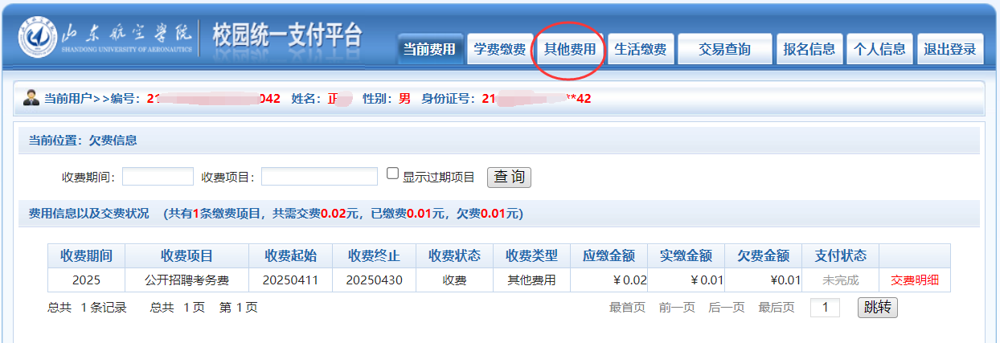 山东航空学院 校园统一支付平台
SHANDONG UNIVERSITY OF AERONAUTICS
当前费用 学费缴费 其他费用 生活缴费 交易查询 报名信息 个人信息 退出登录
当前用户>>编号：21 042 姓名：正 性别：男 身份证号：21 **42
当前位置：欠费信息
收费期间： 收费项目： 显示过期项目 查 询
费用信息以及交费状况 (共有1条缴费项目，共需交费0.02元，已缴费0.01元，欠费0.01元)
收费期间 收费项目 收费起始 收费终止 收费状态 收费类型 应缴金额 实缴金额 欠费金额 支付状态
2025 公开招聘考务费 20250411 20250430 收费 其他费用 ￥0.02 ￥0.01 ¥0.01 未完成 交费明细
总共 1 条记录 总共 1 页 第 1 页 最首页 前一页 后一页 最后页 1 跳转